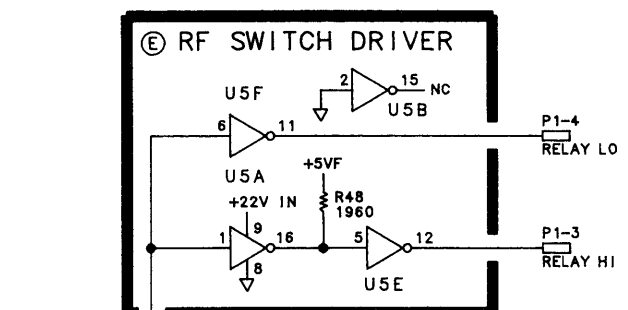 E RF SWITCH DRIVER
2 15 NC
U5B
U5F
6 11
P1-4
RELAY LO
U5A
+5VF
+22V IN
R48
1960
9
1 16
5 12
8
U5E
P1-3
RELAY HI